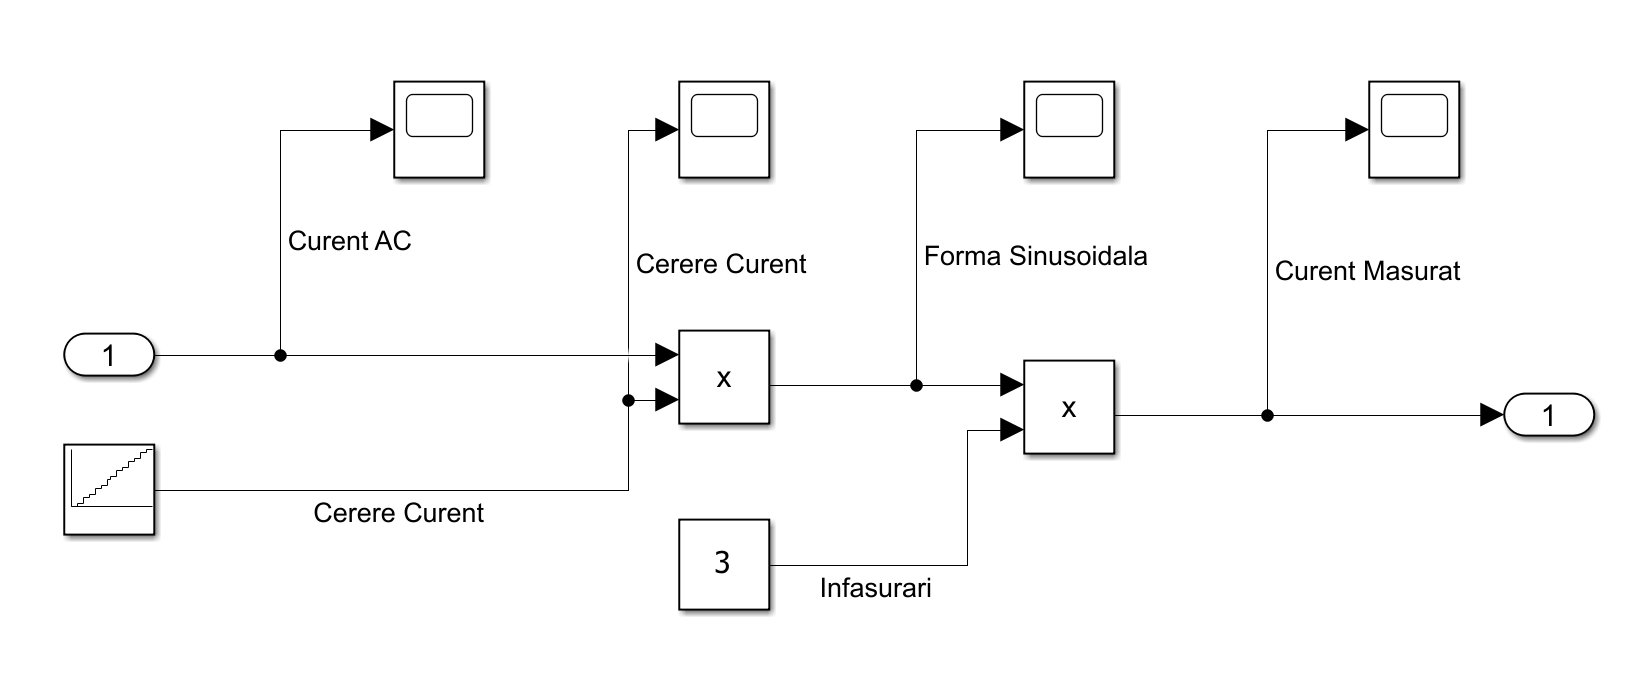 Curent AC
Cerere Curent
Forma Sinusoidala
Curent Masurat
1
x
x
1
Cerere Curent
3
Infasurari